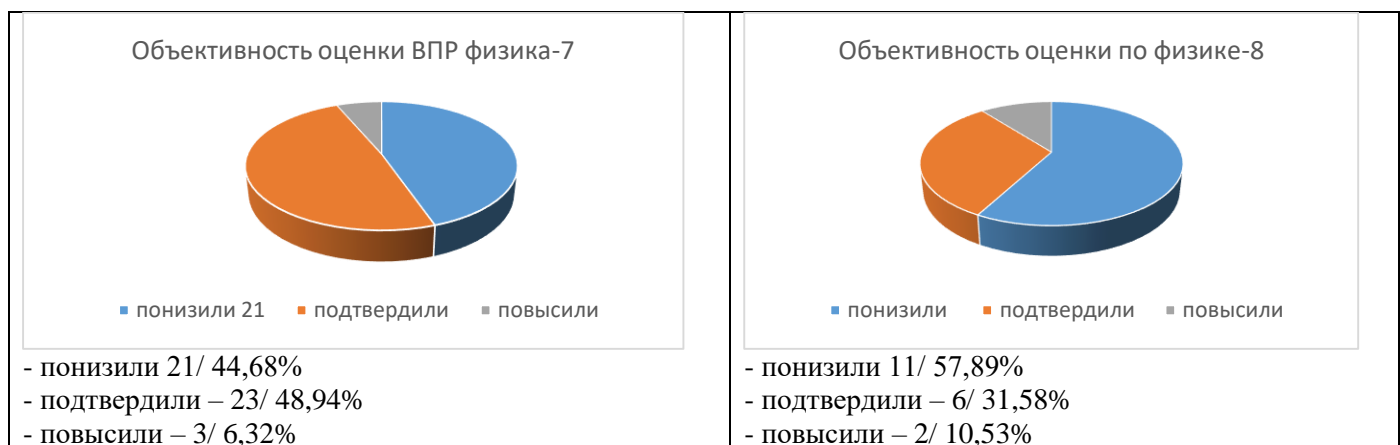 Объективность оценки ВПР физика-7
понизили 21 подтвердили повысили
- понизили 21/ 44,68%
- подтвердили – 23/ 48,94%
- повысили – 3/ 6,32%
Объективность оценки по физике-8
понизили подтвердили повысили
- понизили 11/ 57,89%
- подтвердили – 6/ 31,58%
- повысили – 2/ 10,53%